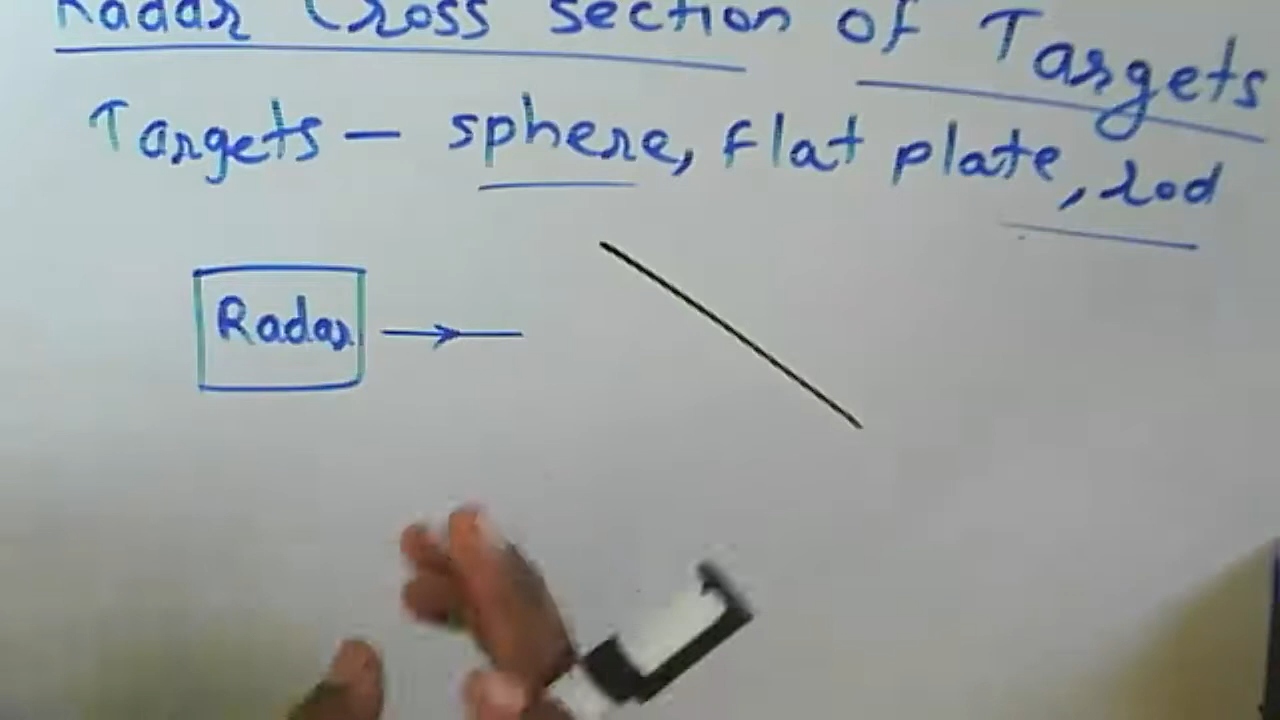 Radar Cross section of Targets
Targets – sphere, flat plate, rod
Radar